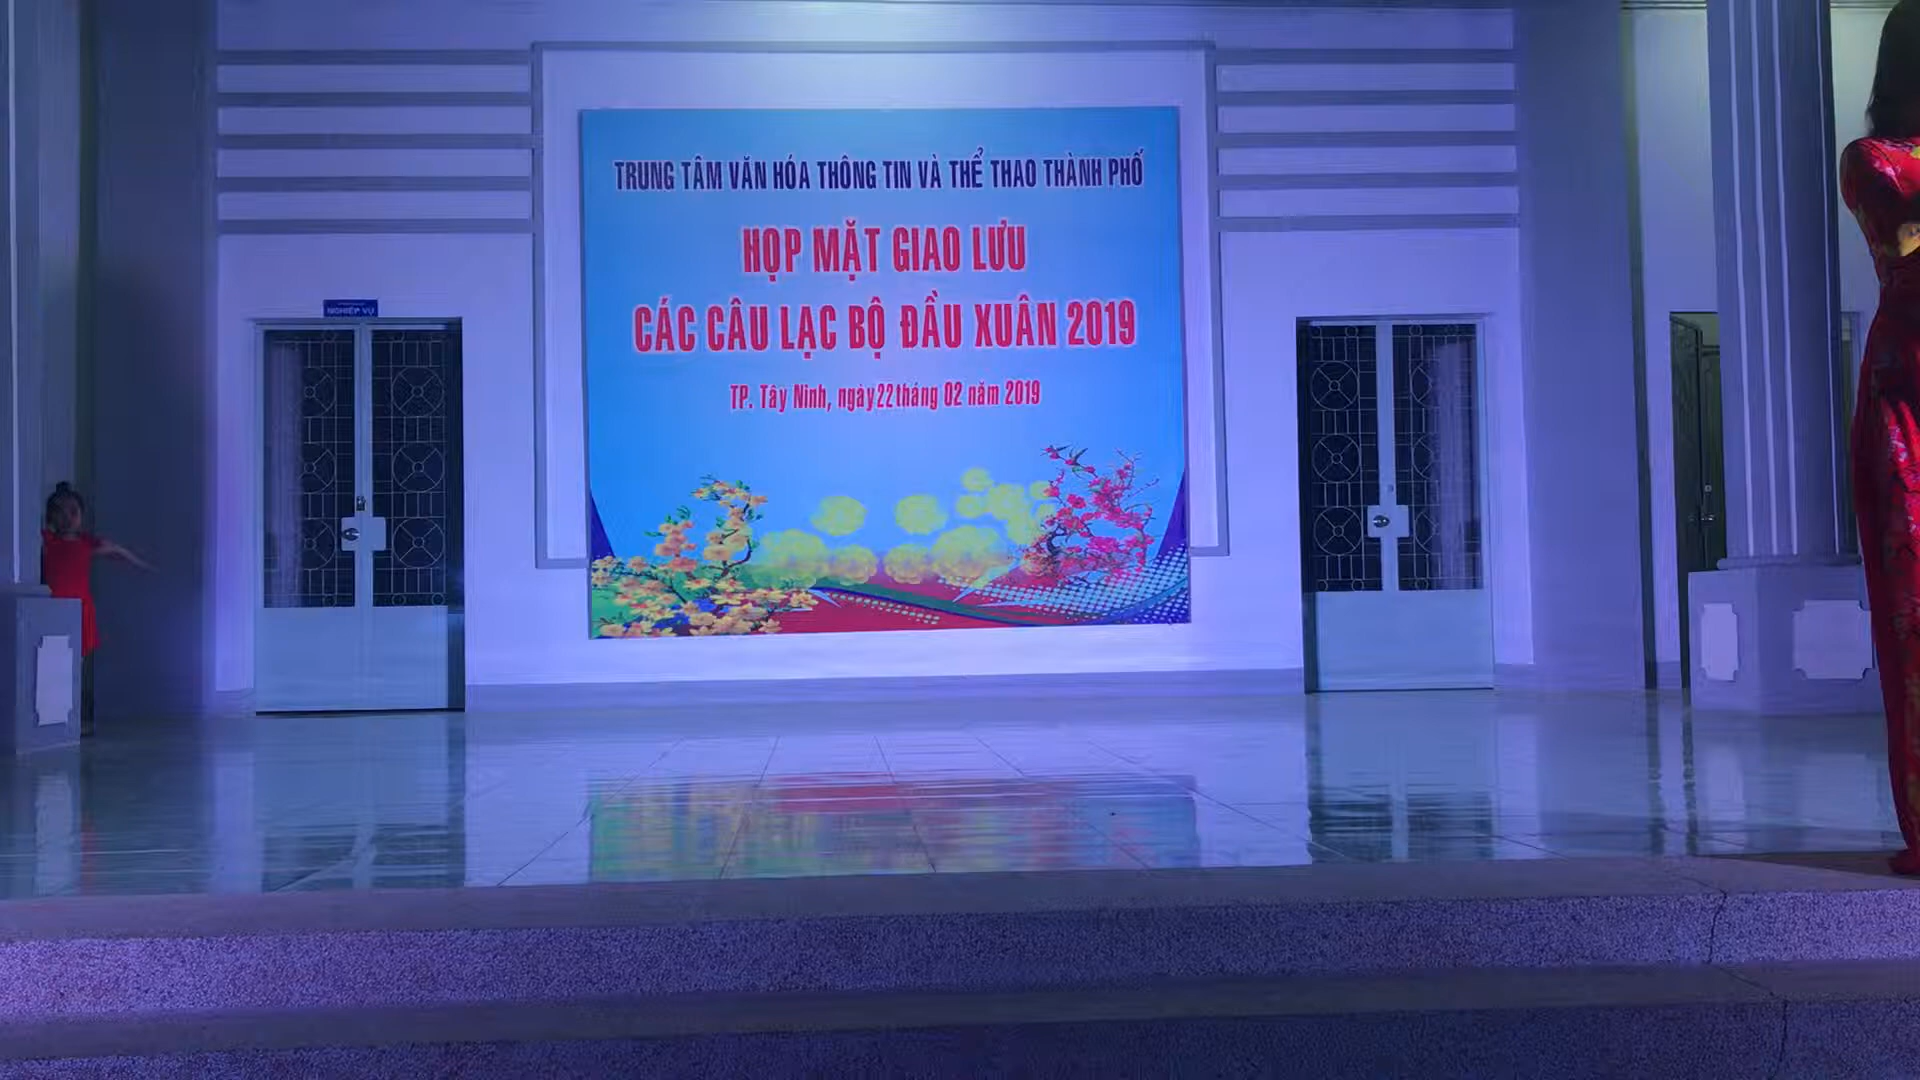 TRUNG TÂM VĂN HÓA THÔNG TIN VÀ THỂ THAO THÀNH PHỐ
HỌP MẶT GIAO LƯU
CÁC CÂU LẠC BỘ ĐẦU XUÂN 2019
TP. Tây Ninh, ngày 22 tháng 02 năm 2019
NGHIỆP VỤ